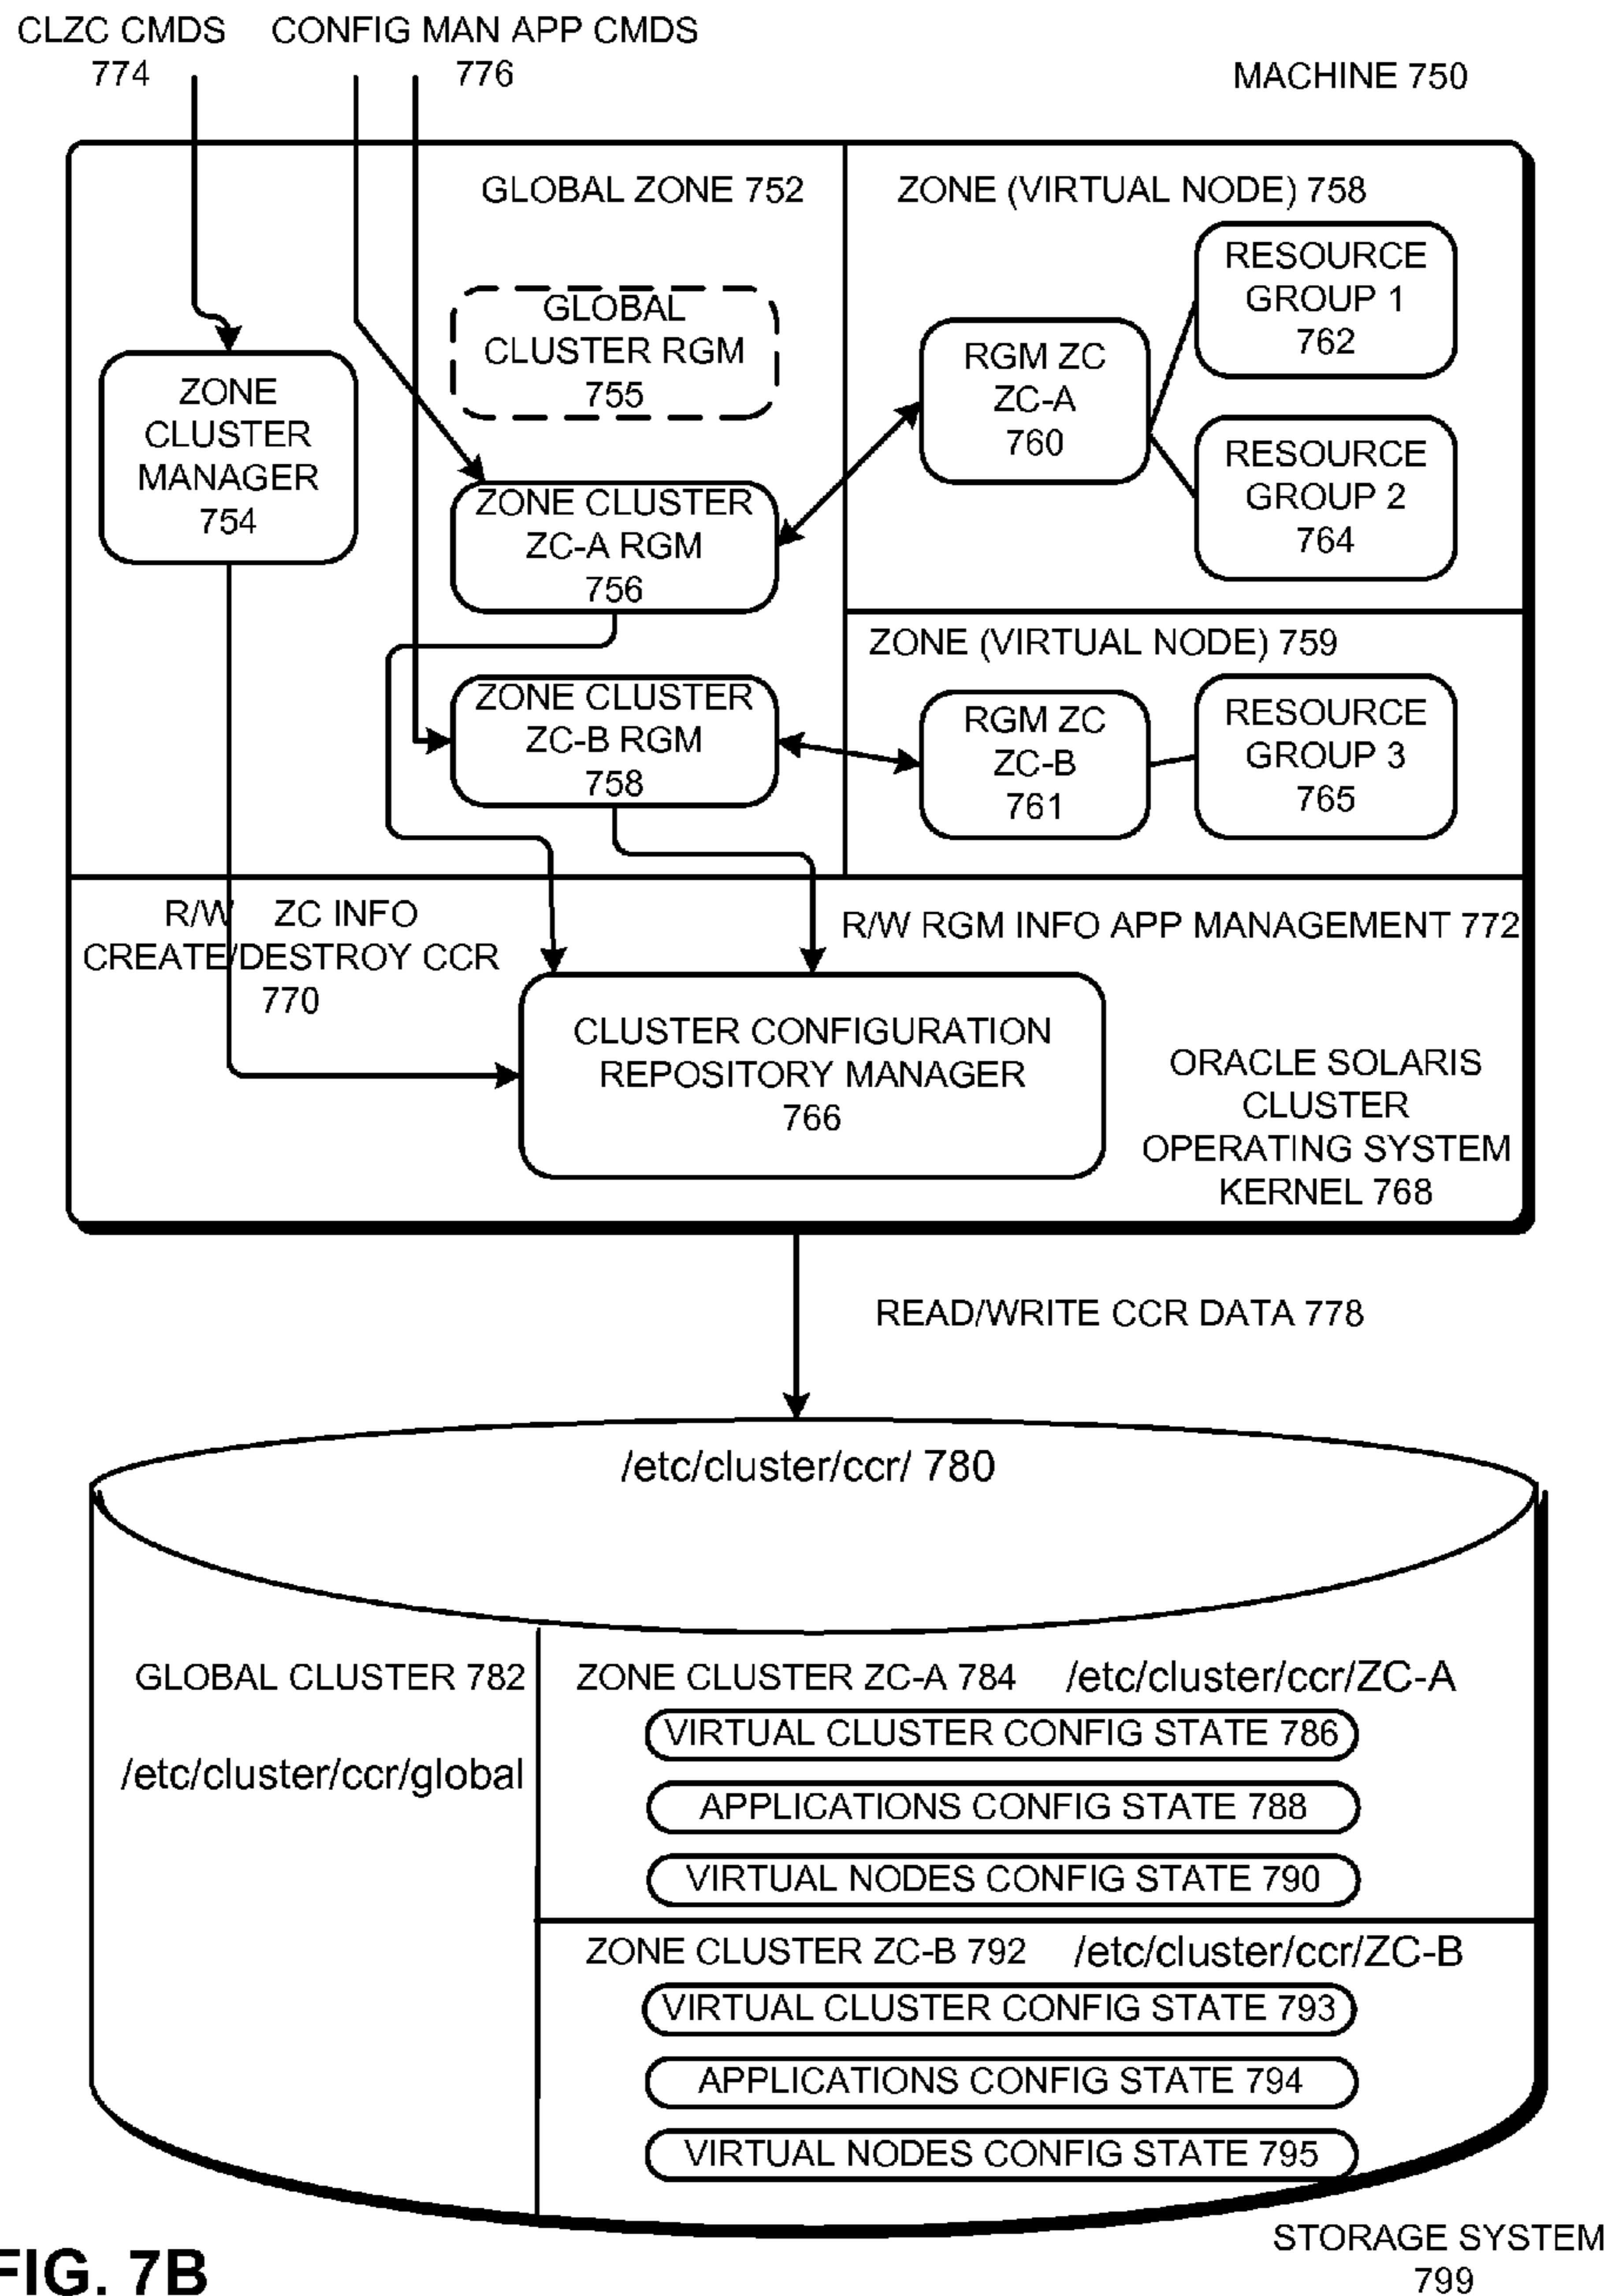 CLZC CMDS
774
CONFIG MAN APP CMDS
776
MACHINE 750
GLOBAL ZONE 752
ZONE (VIRTUAL NODE) 758
RESOURCE
GROUP 1
762
GLOBAL
CLUSTER RGM
755
RGM ZC
ZC-A
760
ZONE
CLUSTER
MANAGER
754
RESOURCE
GROUP 2
764
ZONE CLUSTER
ZC-A RGM
756
ZONE (VIRTUAL NODE) 759
ZONE CLUSTER
ZC-B RGM
758
RGM ZC
ZC-B
761
RESOURCE
GROUP 3
765
R/W ZC INFO
CREATE/DESTROY CCR
770
R/W RGM INFO APP MANAGEMENT 772
CLUSTER CONFIGURATION
REPOSITORY MANAGER
766
ORACLE SOLARIS
CLUSTER
OPERATING SYSTEM
KERNEL 768
READ/WRITE CCR DATA 778
/etc/cluster/ccr/ 780
GLOBAL CLUSTER 782
/etc/cluster/ccr/global
ZONE CLUSTER ZC-A 784 /etc/cluster/ccr/ZC-A
VIRTUAL CLUSTER CONFIG STATE 786
APPLICATIONS CONFIG STATE 788
VIRTUAL NODES CONFIG STATE 790
ZONE CLUSTER ZC-B 792 /etc/cluster/ccr/ZC-B
VIRTUAL CLUSTER CONFIG STATE 793
APPLICATIONS CONFIG STATE 794
VIRTUAL NODES CONFIG STATE 795
STORAGE SYSTEM
799
FIG. 7B